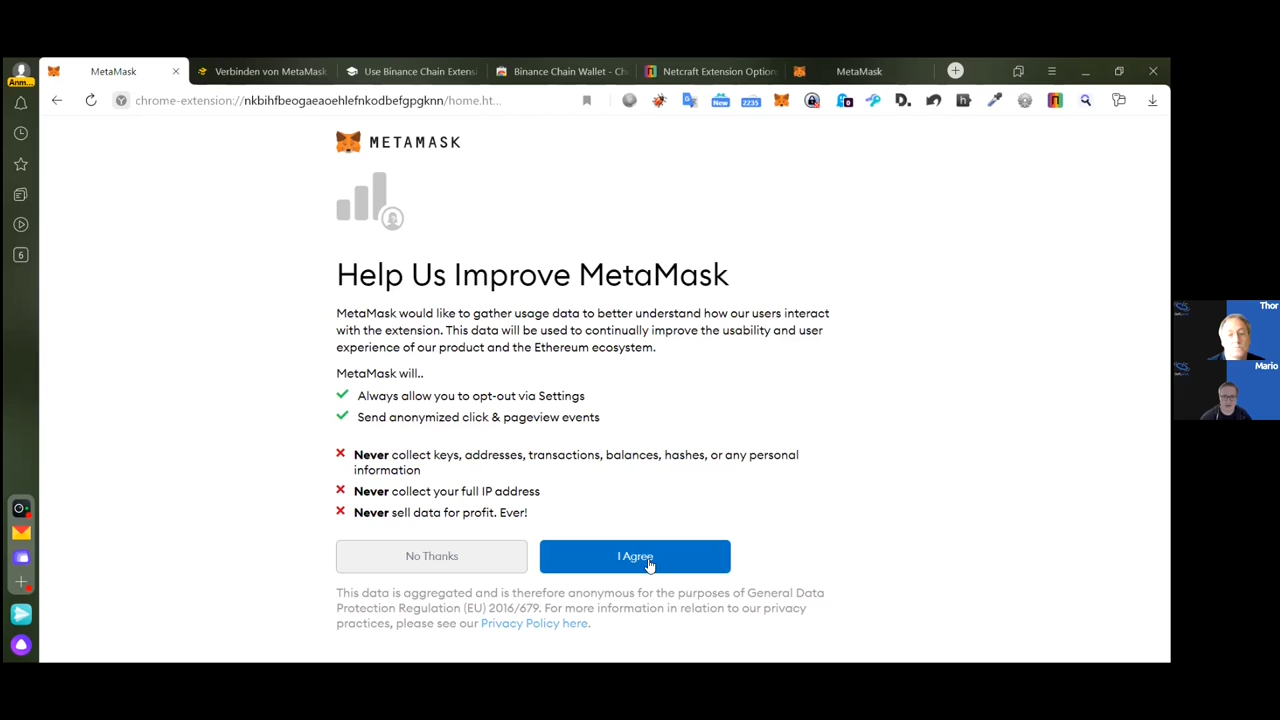 MetaMask
Verbinden von MetaMask
Use Binance Chain Extens
Binance Chain Wallet - Ch
Netcraft Extension Option
MetaMask
Anm...
chrome-extension://nkbihfbeogaeaoehlefnkodbefgpgknn/home.ht...
New
2235
0
D.
h
6
METAMASK
Help Us Improve MetaMask
MetaMask would like to gather usage data to better understand how our users interact
with the extension. This data will be used to continually improve the usability and user
experience of our product and the Ethereum ecosystem.
MetaMask will..
Always allow you to opt-out via Settings
Send anonymized click & pageview events
Never collect keys, addresses, transactions, balances, hashes, or any personal
information
Never collect your full IP address
Never sell data for profit. Ever!
No Thanks
I Agree
This data is aggregated and is therefore anonymous for the purposes of General Data
Protection Regulation (EU) 2016/679. For more information in relation to our privacy
practices, please see our Privacy Policy here.
Thor
Mario